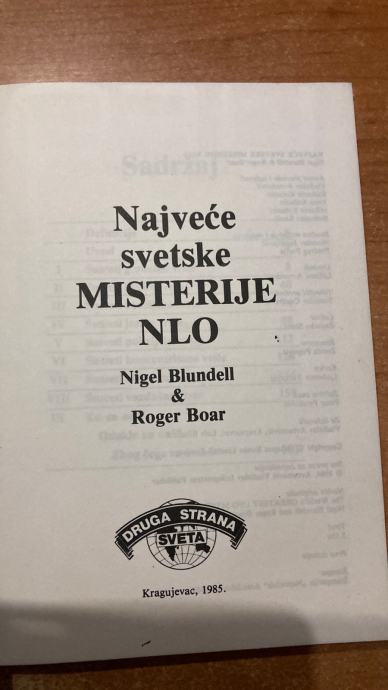 Najveće
svetske
MISTERIJE
NLO
Nigel Blundell
&
Roger Boar
DRUGA STRANA
SVETA
Kragujevac, 1985.